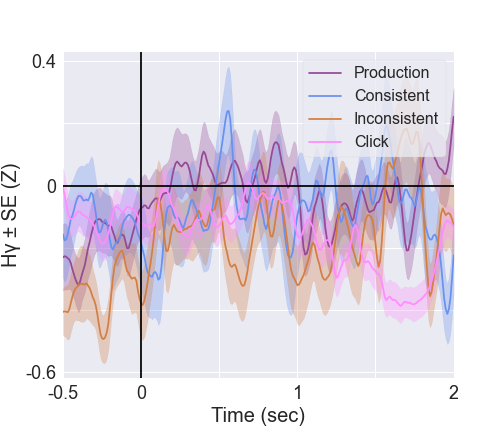 Production
Consistent
Inconsistent
Click
0.4
0
-0.6
Hγ ± SE (Z)
-0.5
0
1
2
Time (sec)